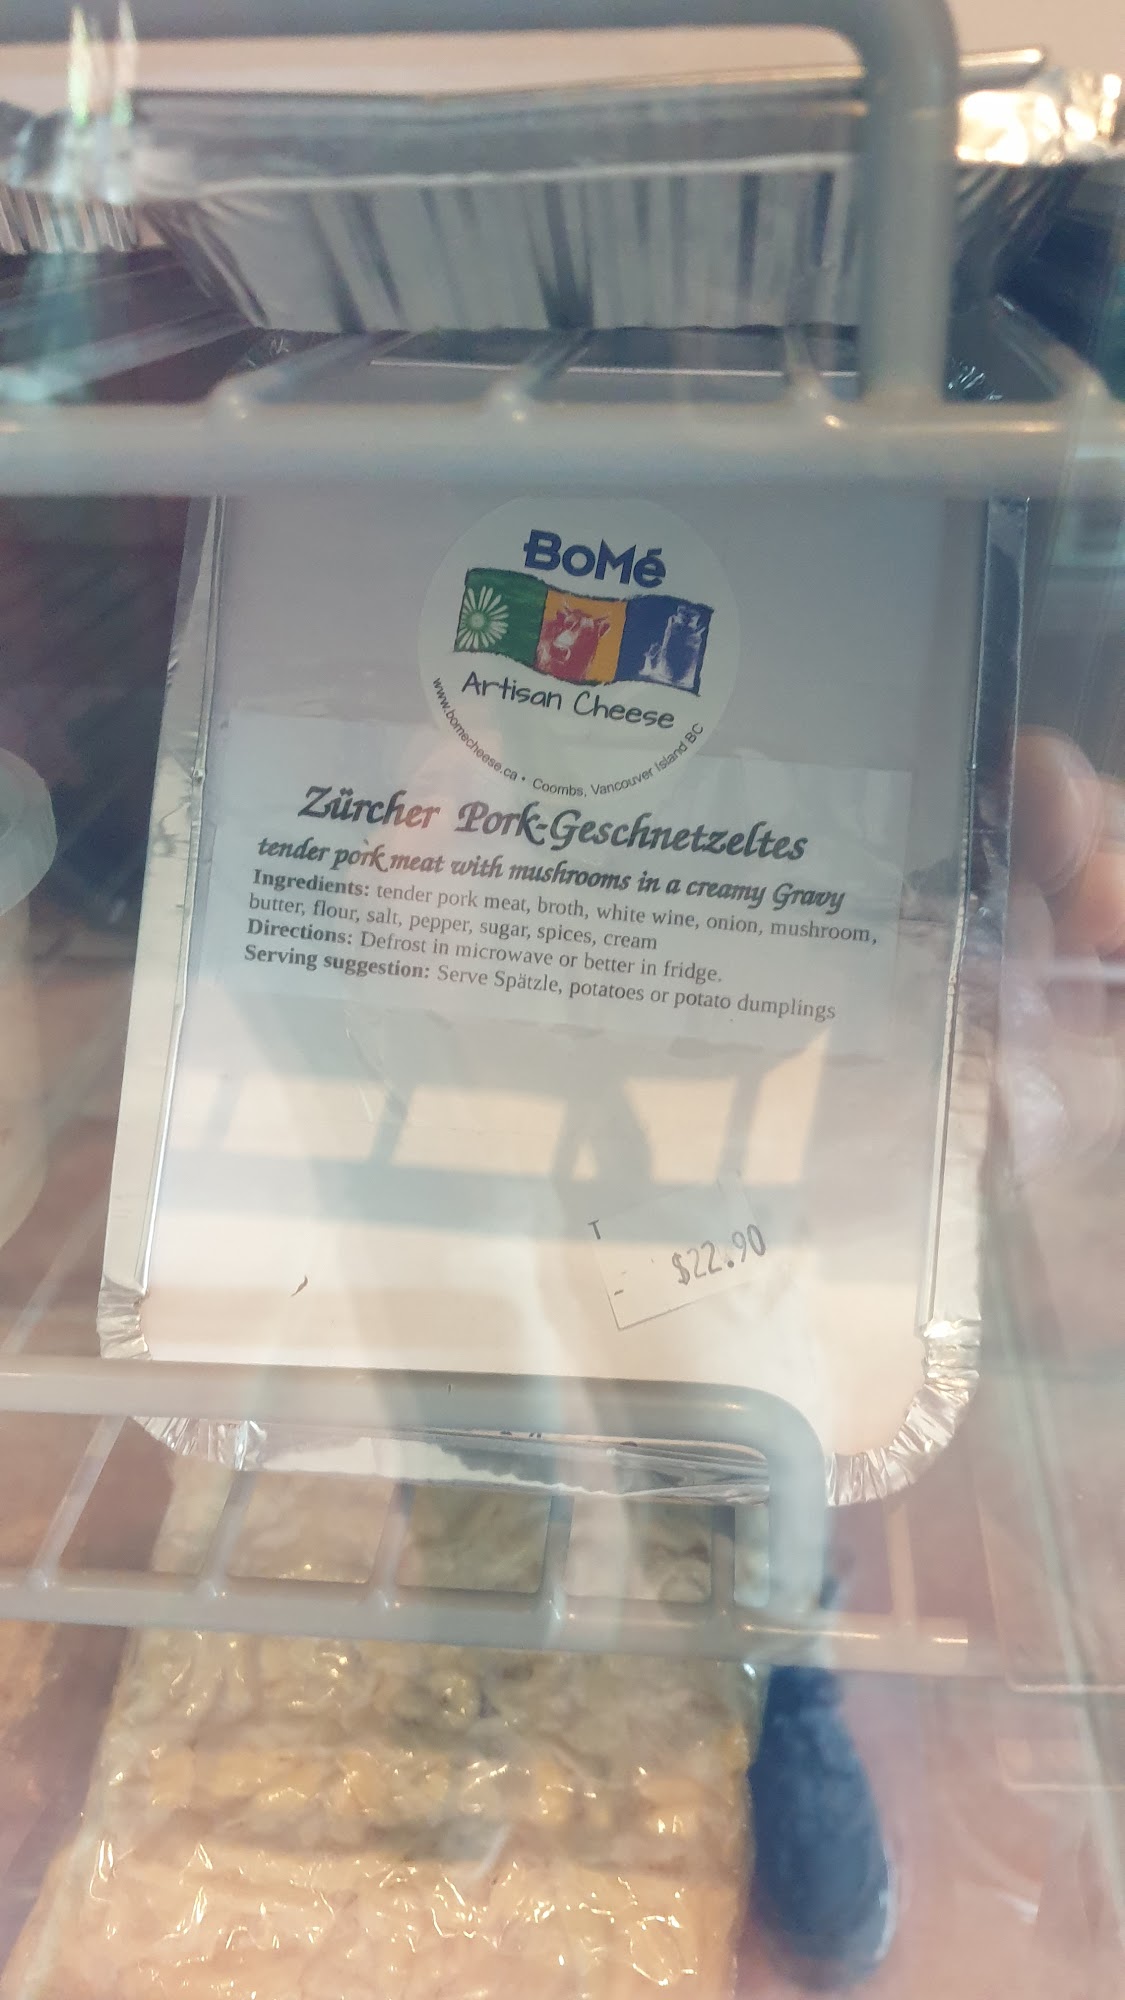 BoMé
Artisan Cheese
www.bomecheese.ca • Coombs, Vancouver Island BC
Zürcher Pork-Geschnetzeltes
tender pork meat with mushrooms in a creamy Gravy
Ingredients: tender pork meat, broth, white wine, onion, mushroom,
butter, flour, salt, pepper, sugar, spices, cream
Directions: Defrost in microwave or better in fridge.
Serving suggestion: Serve Spätzle, potatoes or potato dumplings
T
$22.90